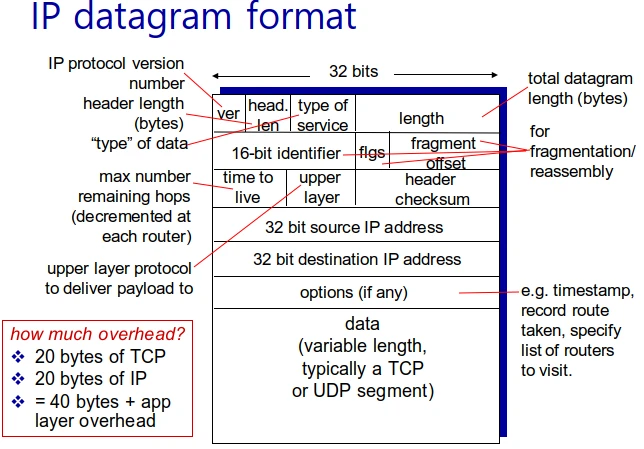 IP datagram format
32 bits
IP protocol version
number
header length
(bytes)
“type” of data
max number
remaining hops
(decremented at
each router)
upper layer protocol
to deliver payload to
ver
head.
len
type of
service
length
16-bit identifier
flgs
fragment
offset
time to
live
upper
layer
header
checksum
32 bit source IP address
32 bit destination IP address
options (if any)
data
(variable length,
typically a TCP
or UDP segment)
total datagram
length (bytes)
for
fragmentation/
reassembly
e.g. timestamp,
record route
taken, specify
list of routers
to visit.
how much overhead?
❖ 20 bytes of TCP
❖ 20 bytes of IP
❖ = 40 bytes + app
layer overhead